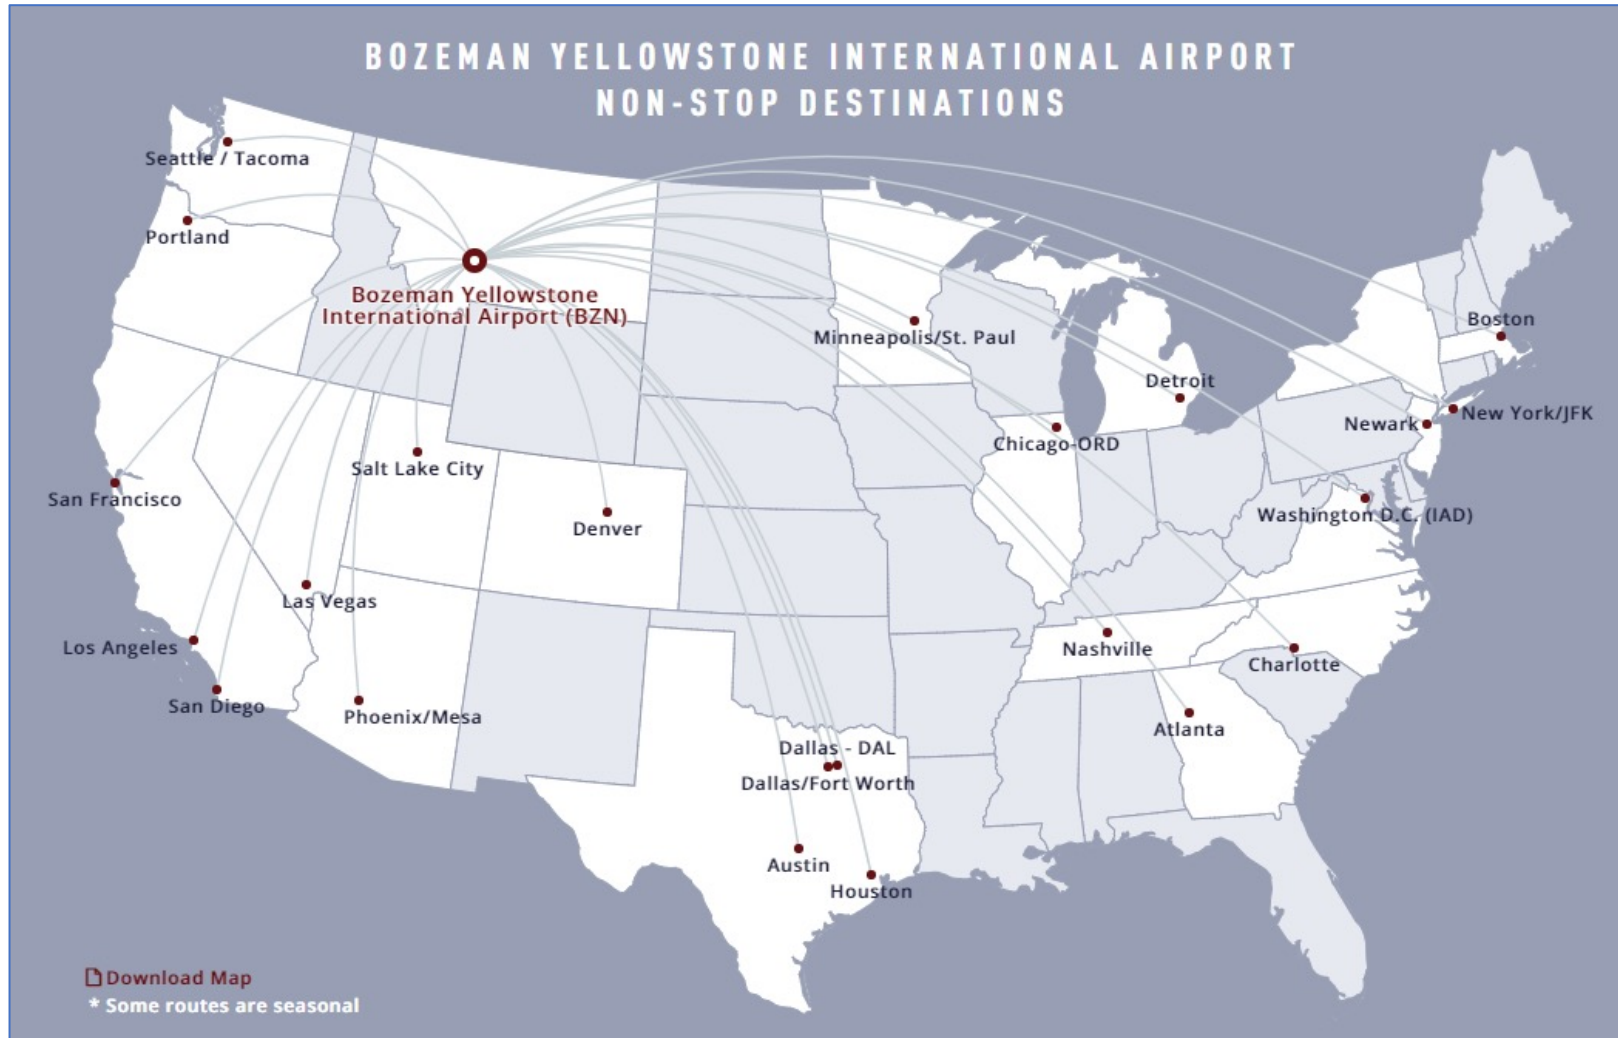 BOZEMAN YELLOWSTONE INTERNATIONAL AIRPORT
NON-STOP DESTINATIONS
Seattle / Tacoma
Portland
Bozeman Yellowstone
International Airport (BZN)
Minneapolis/St. Paul
Boston
Detroit
New York/JFK
Newark
Chicago-ORD
Salt Lake City
San Francisco
Denver
Washington D.C. (IAD)
Las Vegas
Los Angeles
Nashville
Charlotte
San Diego
Phoenix/Mesa
Atlanta
Dallas - DAL
Dallas/Fort Worth
Austin
Houston
Download Map
* Some routes are seasonal